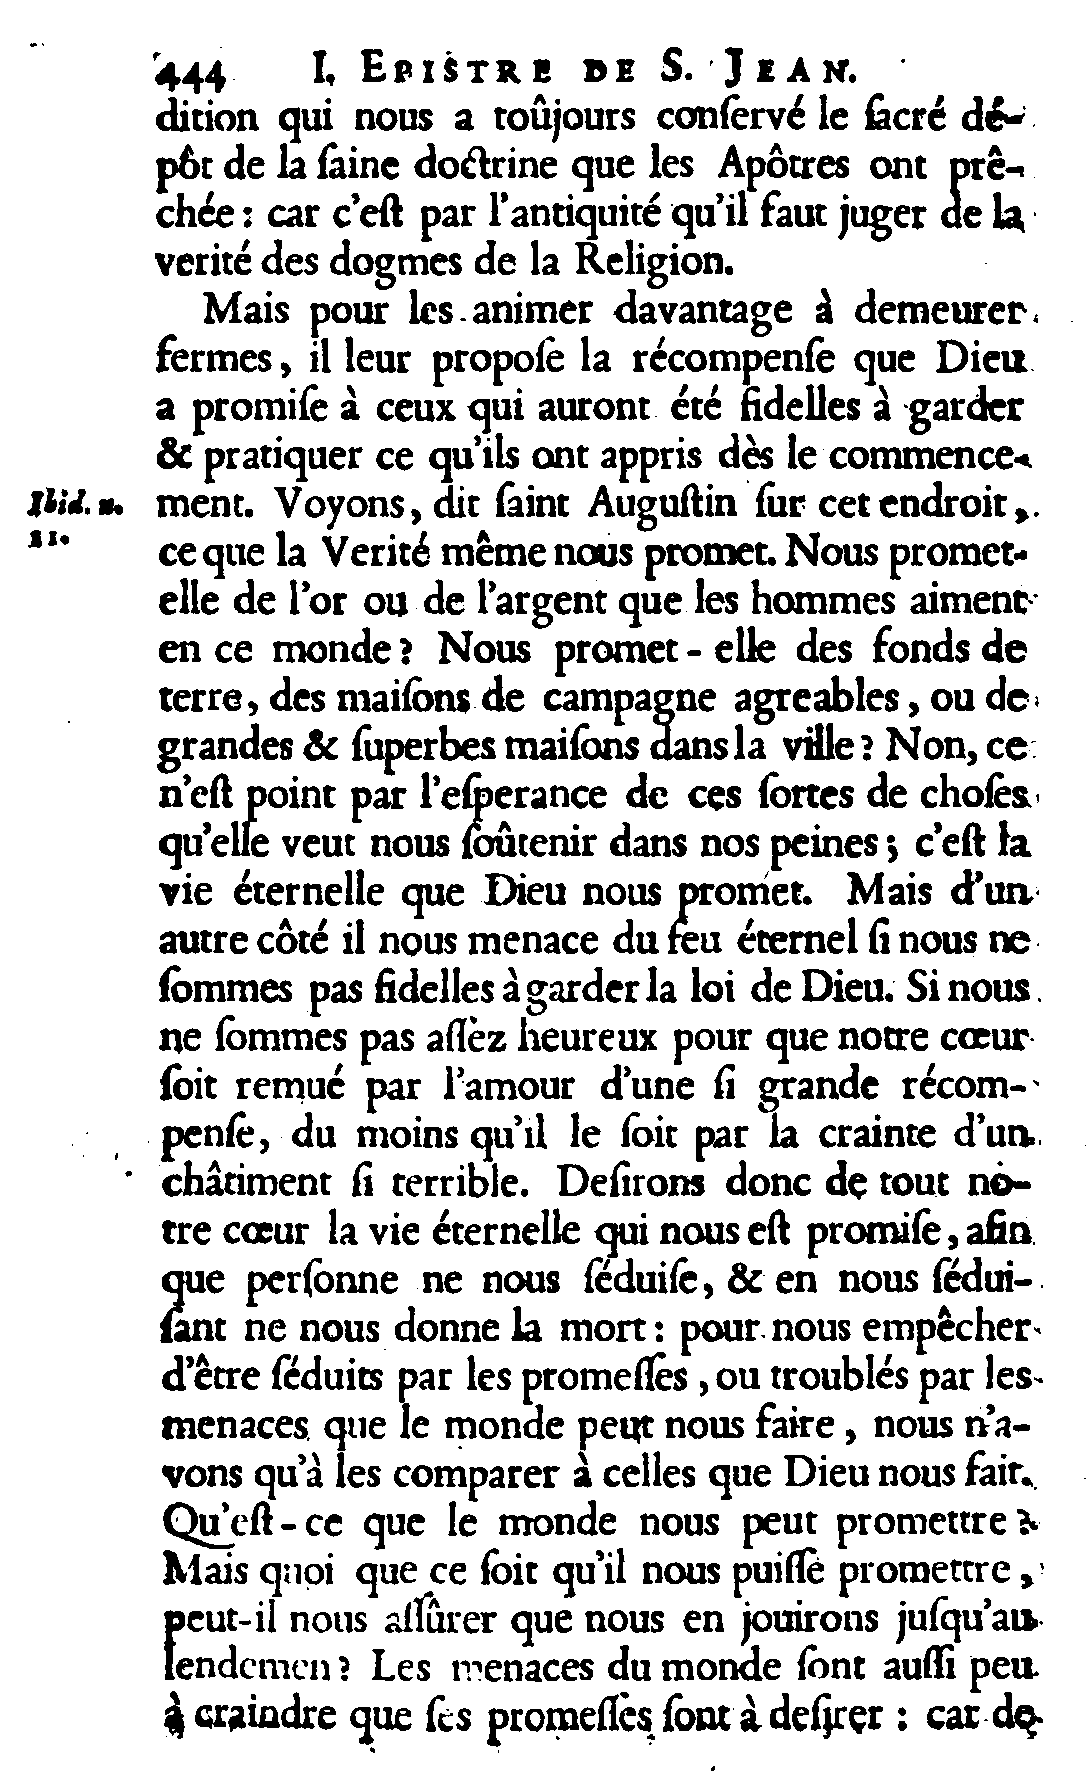 444 I. EPISTRE DE S. JEAN.
dition qui nous a toûjours conſervé le ſacré dé-
pôt de la ſaine doctrine que les Apôtres ont prê-
chée : car c'eſt par l'antiquité qu'il faut juger de la
verité des dogmes de la Religion.
Mais pour les animer davantage à demeurer
fermes, il leur propoſe la récompenſe que Dieu
a promiſe à ceux qui auront été fidelles à garder
& pratiquer ce qu'ils ont appris dès le commence-
Ibid. n.
11.
ment. Voyons, dit ſaint Auguſtin ſur cet endroit,
ce que la Verité même nous promet. Nous promet-
elle de l'or ou de l'argent que les hommes aiment
en ce monde ? Nous promet-elle des fonds de
terre, des maiſons de campagne agreables, ou de
grandes & ſuperbes maiſons dans la ville ? Non, ce
n'eſt point par l'eſperance de ces ſortes de choſes
qu'elle veut nous ſoûtenir dans nos peines ; c'eſt la
vie éternelle que Dieu nous promet. Mais d'un
autre côté il nous menace du feu éternel ſi nous ne
ſommes pas fidelles à garder la loi de Dieu. Si nous
ne ſommes pas aſſez heureux pour que notre cœur
ſoit remué par l'amour d'une ſi grande récom-
penſe, du moins qu'il le ſoit par la crainte d'un
châtiment ſi terrible. Deſirons donc de tout no-
tre cœur la vie éternelle qui nous eſt promiſe, afin
que perſonne ne nous ſéduiſe, & en nous ſédui-
ſant ne nous donne la mort : pour nous empêcher
d'être ſéduits par les promeſſes, ou troublés par les
menaces que le monde peut nous faire, nous n'a-
vons qu'à les comparer à celles que Dieu nous fait.
Qu'eſt-ce que le monde nous peut promettre ?
Mais quoi que ce ſoit qu'il nous puiſſe promettre,
peut-il nous aſſûrer que nous en jouirons juſqu'au
lendemen ? Les menaces du monde ſont auſſi peu
à craindre que ſes promeſſes ſont à deſirer : car de